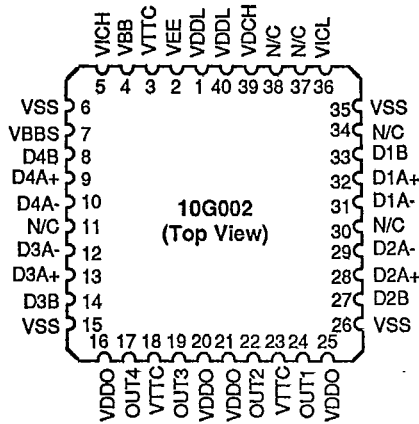 VICH VBB VTTC VEE VDDL VDDL VDCH N/C N/C VICL
5 4 3 2 1 40 39 38 37 36
VSS 6 35 VSS
VBBS 7 34 N/C
D4B 8 33 D1B
D4A+ 9 32 D1A+
D4A- 10 31 D1A-
N/C 11 30 N/C
D3A- 12 29 D2A-
D3A+ 13 28 D2A+
D3B 14 27 D2B
VSS 15 26 VSS
10G002
(Top View)
16 17 18 19 20 21 22 23 24 25
VDDO OUT4 VTTC OUT3 VDDO VDDO OUT2 VTTC OUT1 VDDO